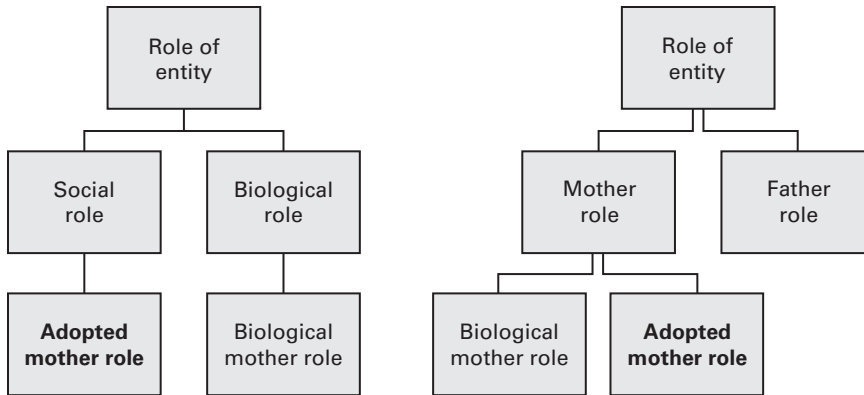 Role of
entity
Social
role
Biological
role
Adopted
mother role
Biological
mother role
Role of
entity
Mother
role
Father
role
Biological
mother role
Adopted
mother role